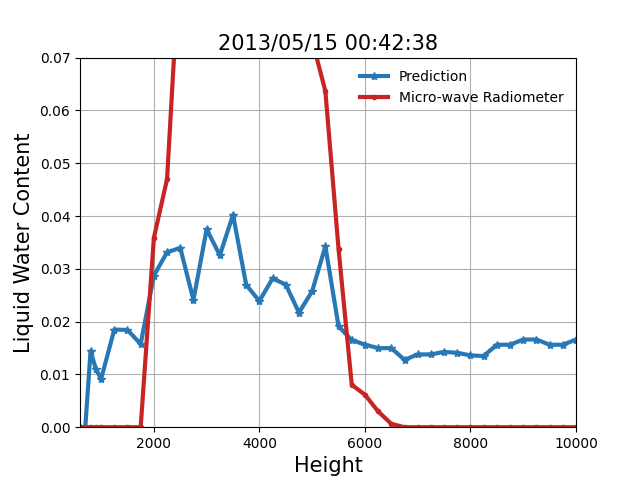 2013/05/15 00:42:38
Prediction
Micro-wave Radiometer
Liquid Water Content
0.07
0.06
0.05
0.04
0.03
0.02
0.01
0.00
2000 4000 6000 8000 10000
Height